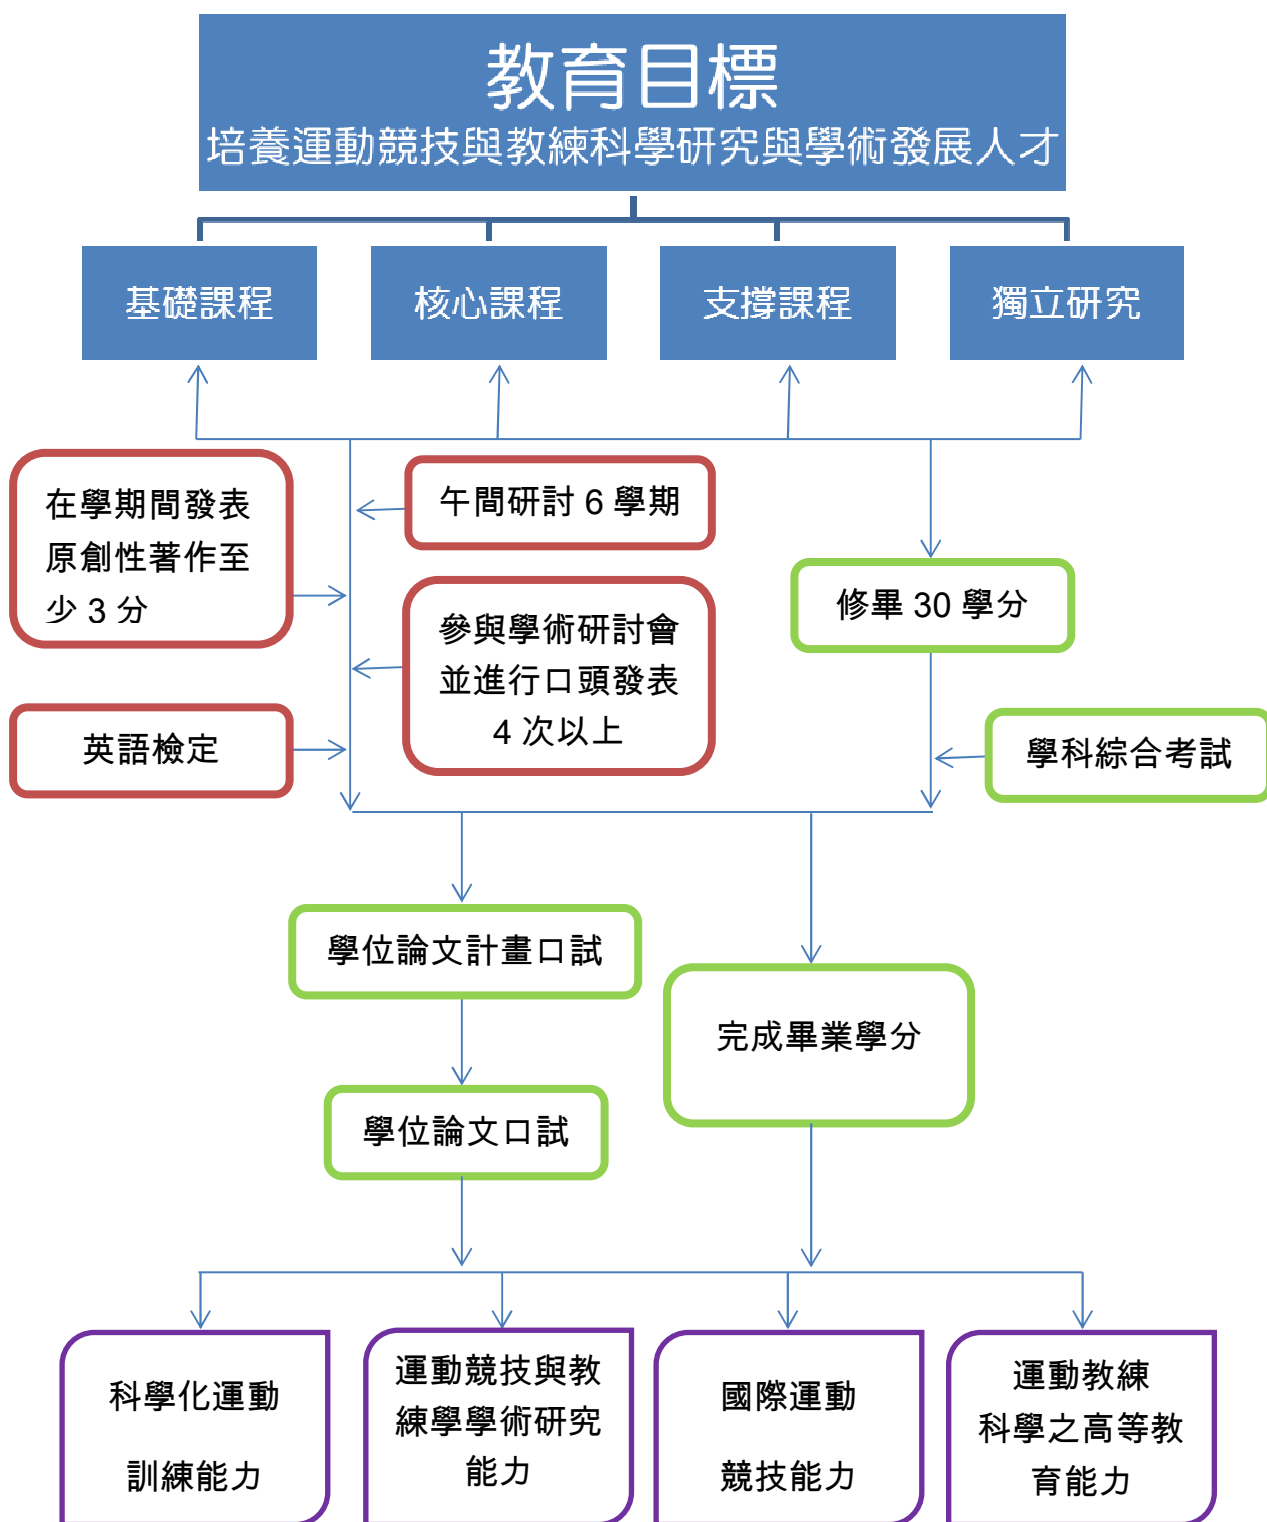 教育目標
培養運動競技與教練科學研究與學術發展人才
基礎課程
核心課程
支撐課程
獨立研究
在學期間發表
原創性著作至
少 3 分
午間研討 6 學期
參與學術研討會
並進行口頭發表
4 次以上
英語檢定
修畢 30 學分
學科綜合考試
學位論文計畫口試
完成畢業學分
學位論文口試
科學化運動
訓練能力
運動競技與教
練學學術研究
能力
國際運動
競技能力
運動教練
科學之高等教
育能力